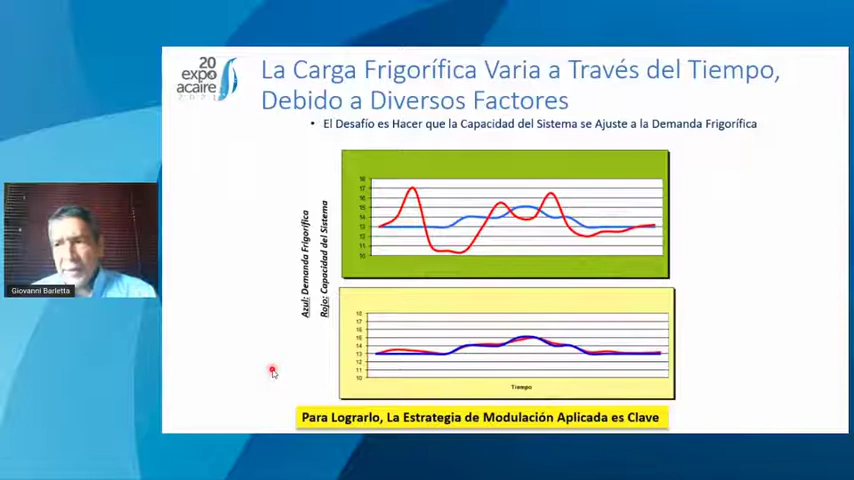 20
expo
acaire
2021
La Carga Frigorífica Varia a Través del Tiempo,
Debido a Diversos Factores
• El Desafío es Hacer que la Capacidad del Sistema se Ajuste a la Demanda Frigorífica
Azul: Demanda Frigorífica
Rojo: Capacidad del Sistema
18
17
16
15
14
13
12
11
10
18
17
16
15
14
13
12
11
10
Tiempo
Para Lograrlo, La Estrategia de Modulación Aplicada es Clave
Giovanni Barletta